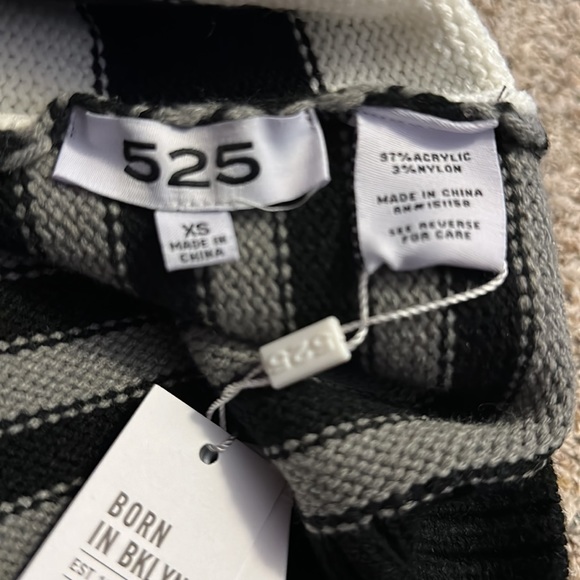 525
XS
MADE IN
CHINA
97%ACRYLIC
3%NYLON
MADE IN CHINA
SEE REVERSE
FOR CARE
525
BORN
IN BKLYN
EST